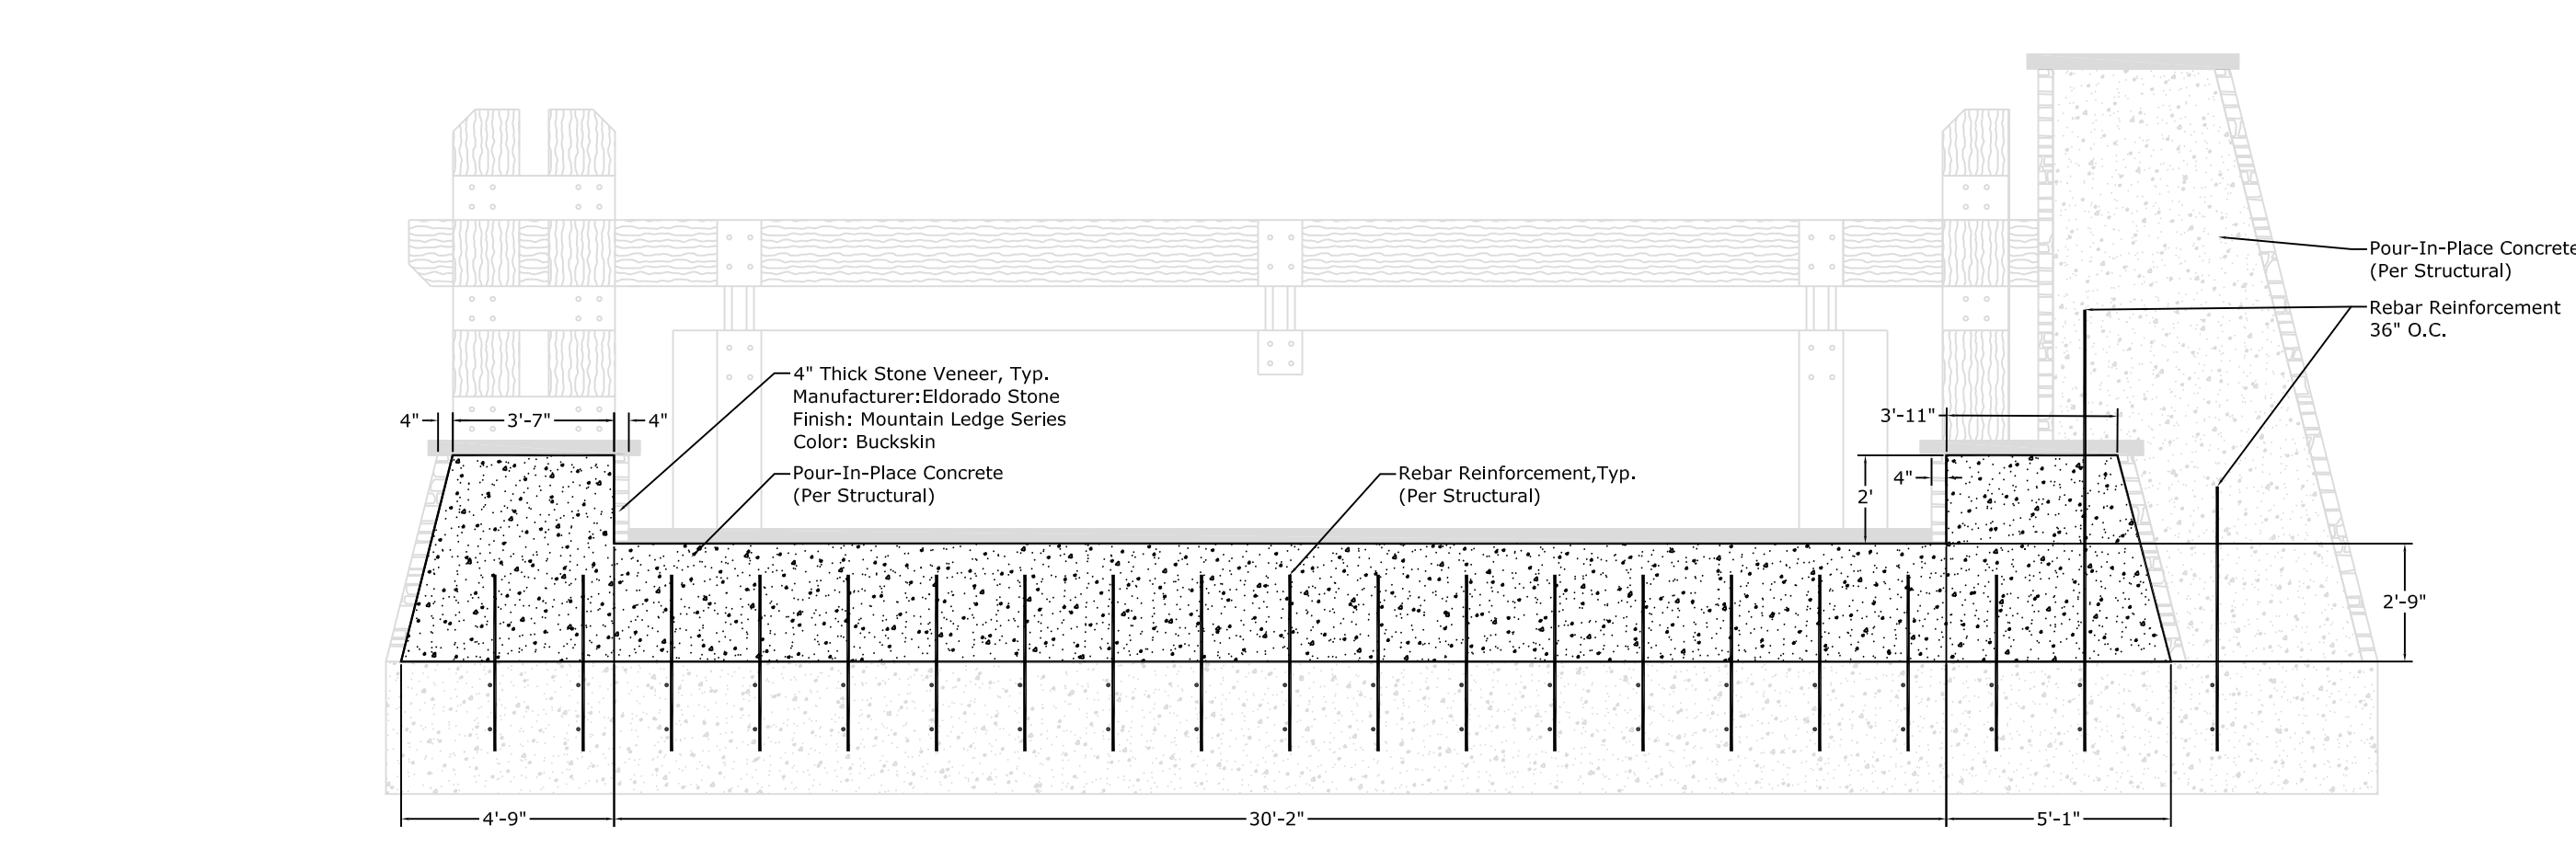 Pour-In-Place Concrete
(Per Structural)
Rebar Reinforcement
36" O.C.
4" Thick Stone Veneer, Typ.
Manufacturer:Eldorado Stone
Finish: Mountain Ledge Series
Color: Buckskin
4"
3'-7"
4"
3'-11"
Pour-In-Place Concrete
(Per Structural)
Rebar Reinforcement,Typ.
(Per Structural)
4"
2'
2'-9"
4'-9"
30'-2"
5'-1"